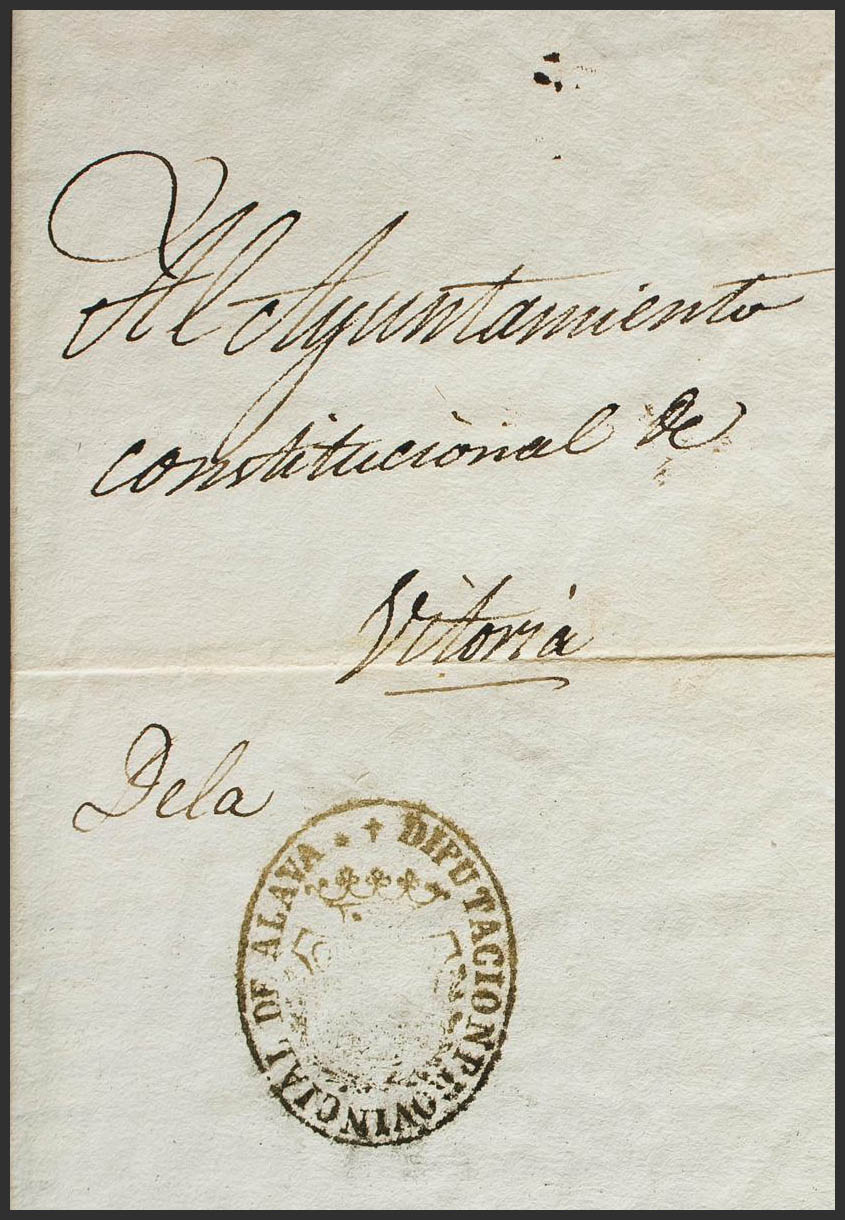 Al Ayuntamiento
constitucional de
Vitoria
Dela
DIPUTACION PROVINCIAL DE ALAVA